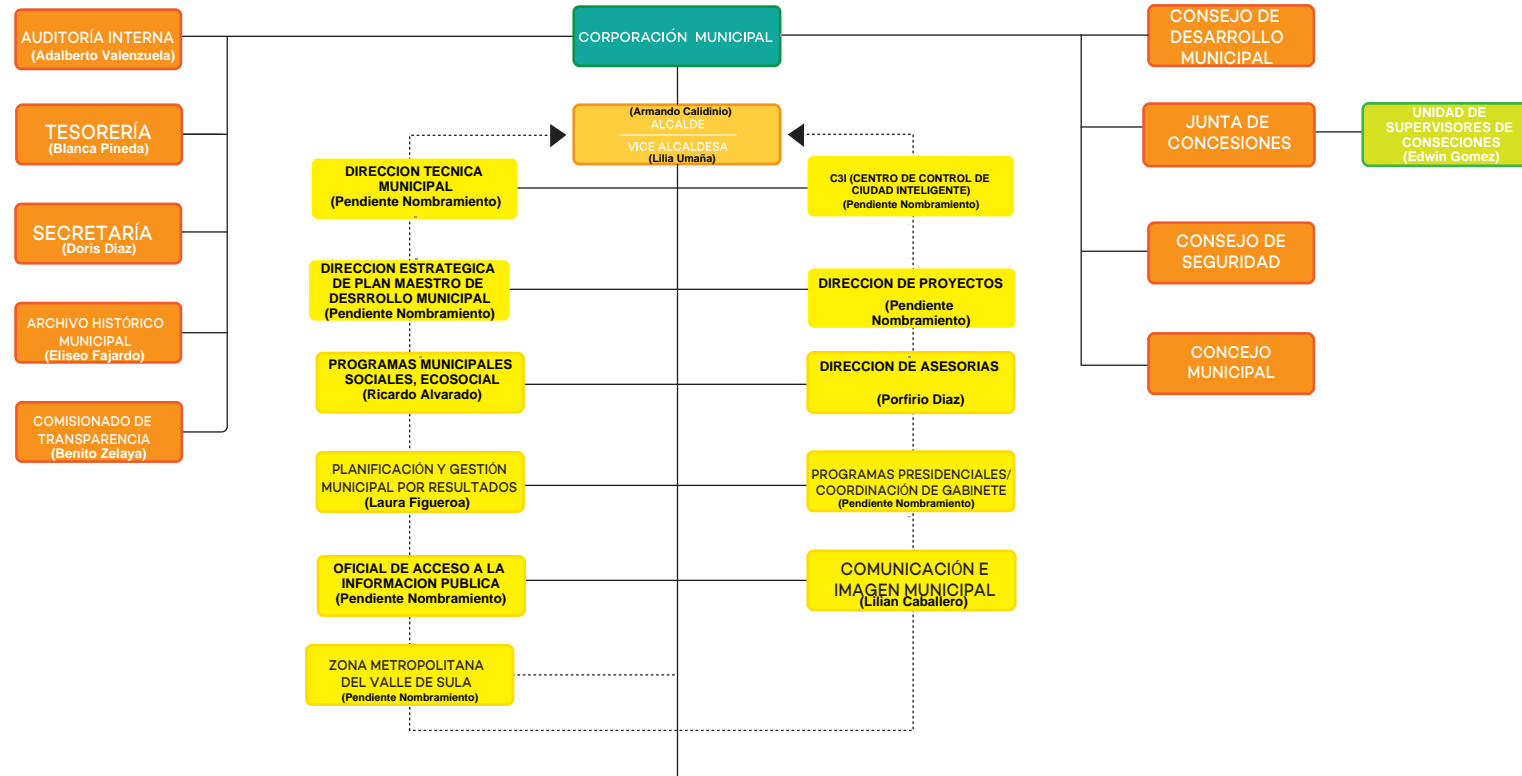 AUDITORÍA INTERNA
(Adalberto Valenzuela)
TESORERÍA
(Blanca Pineda)
SECRETARÍA
(Doris Diaz)
ARCHIVO HISTÓRICO
MUNICIPAL
(Eliseo Fajardo)
COMISIONADO DE
TRANSPARENCIA
(Benito Zelaya)
CORPORACIÓN MUNICIPAL
(Armando Calidinio)
ALCALDE
VICE ALCALDESA
(Lilia Umaña)
DIRECCION TECNICA
MUNICIPAL
(Pendiente Nombramiento)
DIRECCION ESTRATEGICA
DE PLAN MAESTRO DE
DESRROLLO MUNICIPAL
(Pendiente Nombramiento)
PROGRAMAS MUNICIPALES
SOCIALES, ECOSOCIAL
(Ricardo Alvarado)
PLANIFICACIÓN Y GESTIÓN
MUNICIPAL POR RESULTADOS
(Laura Figueroa)
OFICIAL DE ACCESO A LA
INFORMACION PUBLICA
(Pendiente Nombramiento)
ZONA METROPOLITANA
DEL VALLE DE SULA
(Pendiente Nombramiento)
C3I (CENTRO DE CONTROL DE
CIUDAD INTELIGENTE)
(Pendiente Nombramiento)
DIRECCION DE PROYECTOS
(Pendiente
Nombramiento)
DIRECCION DE ASESORIAS
(Porfirio Diaz)
PROGRAMAS PRESIDENCIALES/
COORDINACIÓN DE GABINETE
(Pendiente Nombramiento)
COMUNICACIÓN E
IMAGEN MUNICIPAL
(Lilian Caballero)
CONSEJO DE
DESARROLLO
MUNICIPAL
JUNTA DE
CONCESIONES
UNIDAD DE
SUPERVISORES DE
CONSECIONES
(Edwin Gomez)
CONSEJO DE
SEGURIDAD
CONCEJO
MUNICIPAL